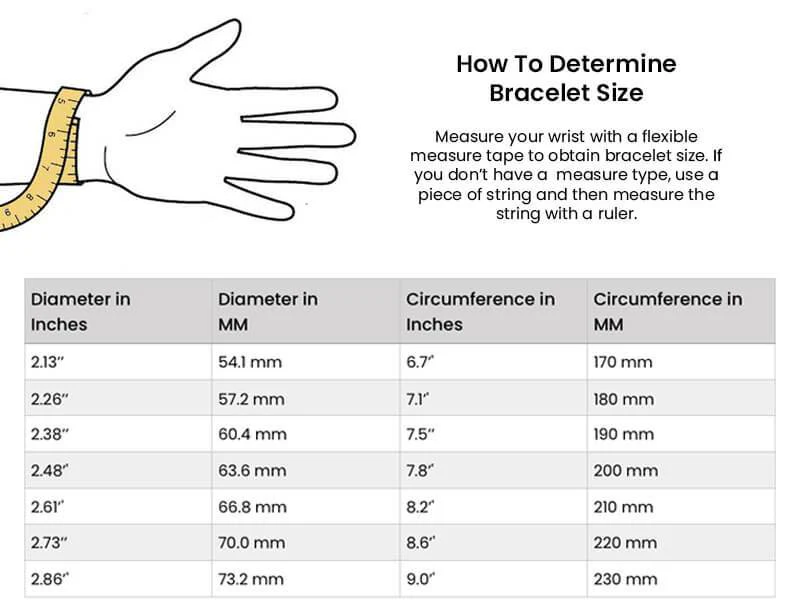 How To Determine
Bracelet Size
Measure your wrist with a flexible
measure tape to obtain bracelet size. If
you don't have a measure type, use a
piece of string and then measure the
string with a ruler.
5
6
8
9
Diameter in Inches Diameter in MM Circumference in Inches Circumference in MM
2.13" 54.1 mm 6.7" 170 mm
2.26" 57.2 mm 7.1" 180 mm
2.38" 60.4 mm 7.5" 190 mm
2.48" 63.6 mm 7.8" 200 mm
2.61" 66.8 mm 8.2" 210 mm
2.73" 70.0 mm 8.6" 220 mm
2.86" 73.2 mm 9.0" 230 mm